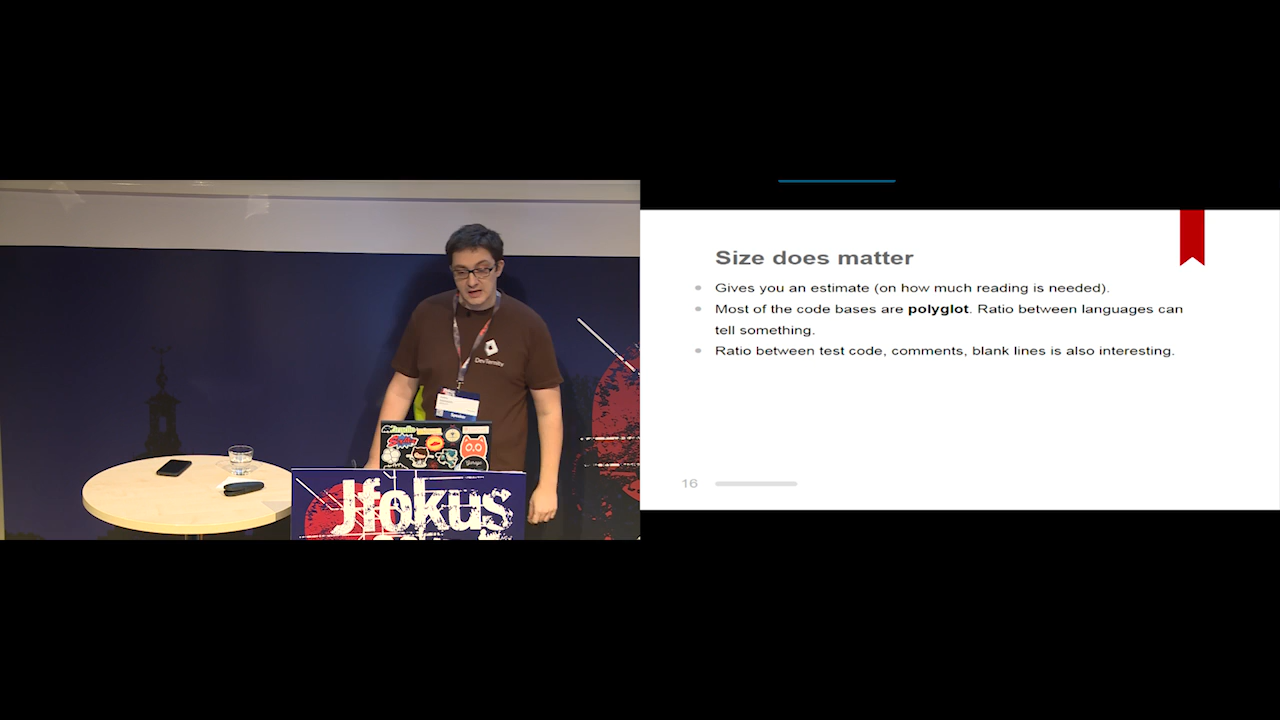 DevTernity
Jfokus
Size does matter
Gives you an estimate (on how much reading is needed).
Most of the code bases are polyglot. Ratio between languages can
tell something.
Ratio between test code, comments, blank lines is also interesting.
16